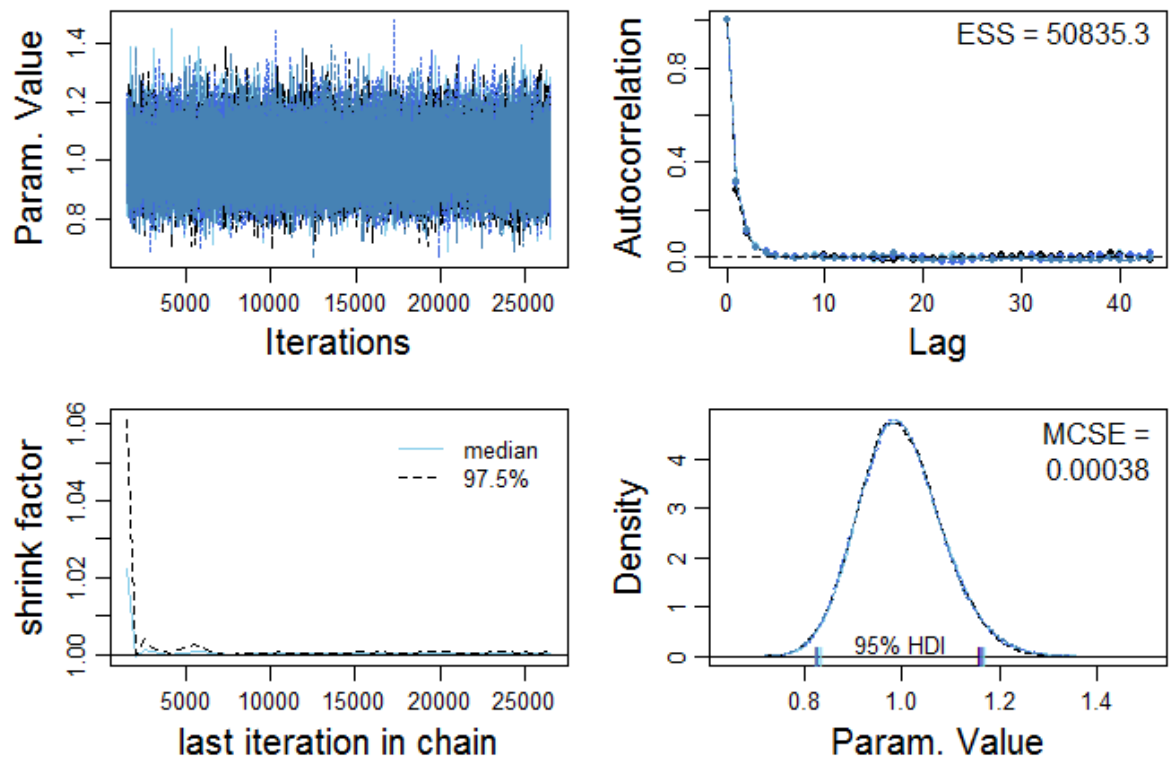 Param. Value
0.8 1.0 1.2 1.4
5000 10000 15000 20000 25000
Iterations
Autocorrelation
0.0 0.4 0.8
ESS = 50835.3
0 10 20 30 40
Lag
shrink factor
1.00 1.02 1.04 1.06
median
97.5%
5000 10000 15000 20000 25000
last iteration in chain
Density
0 1 2 3 4
MCSE =
0.00038
95% HDI
0.8 1.0 1.2 1.4
Param. Value